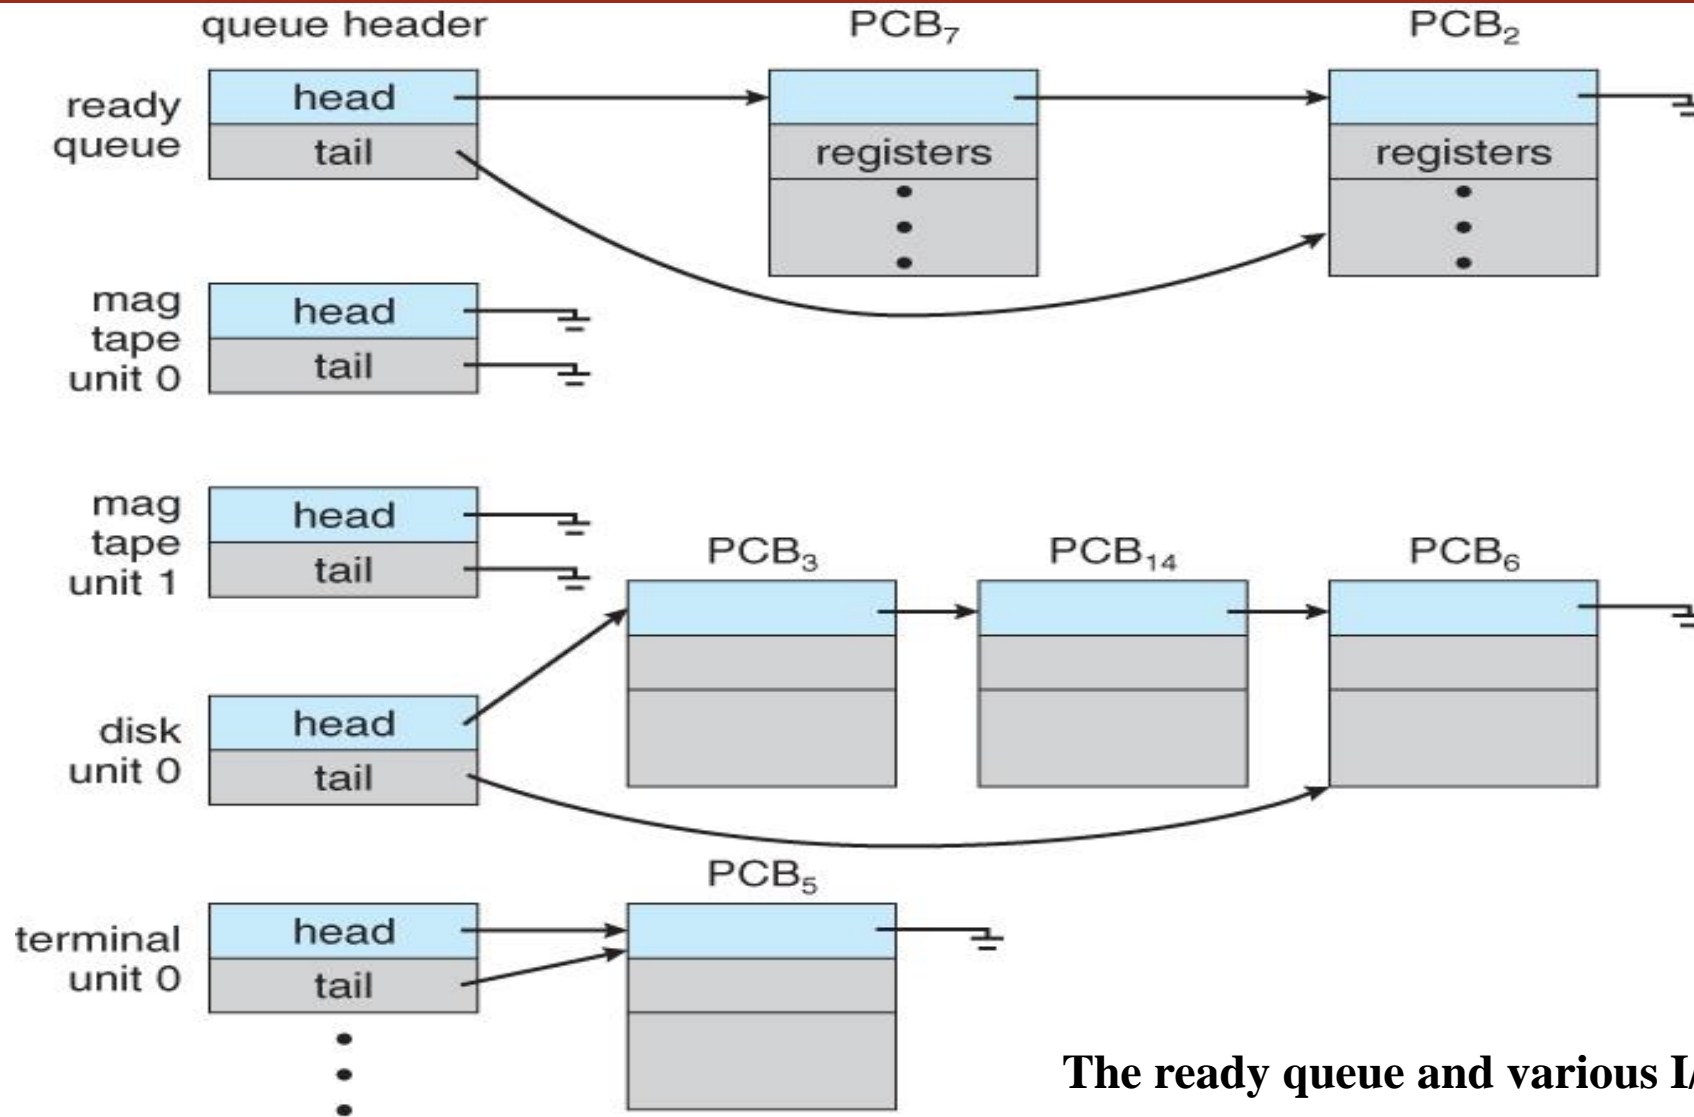 queue header
PCB₇
PCB₂
ready
queue
head
tail
registers
registers
mag
tape
unit 0
head
tail
mag
tape
unit 1
head
tail
PCB₃
PCB₁₄
PCB₆
disk
unit 0
head
tail
PCB₅
terminal
unit 0
head
tail
The ready queue and various I/